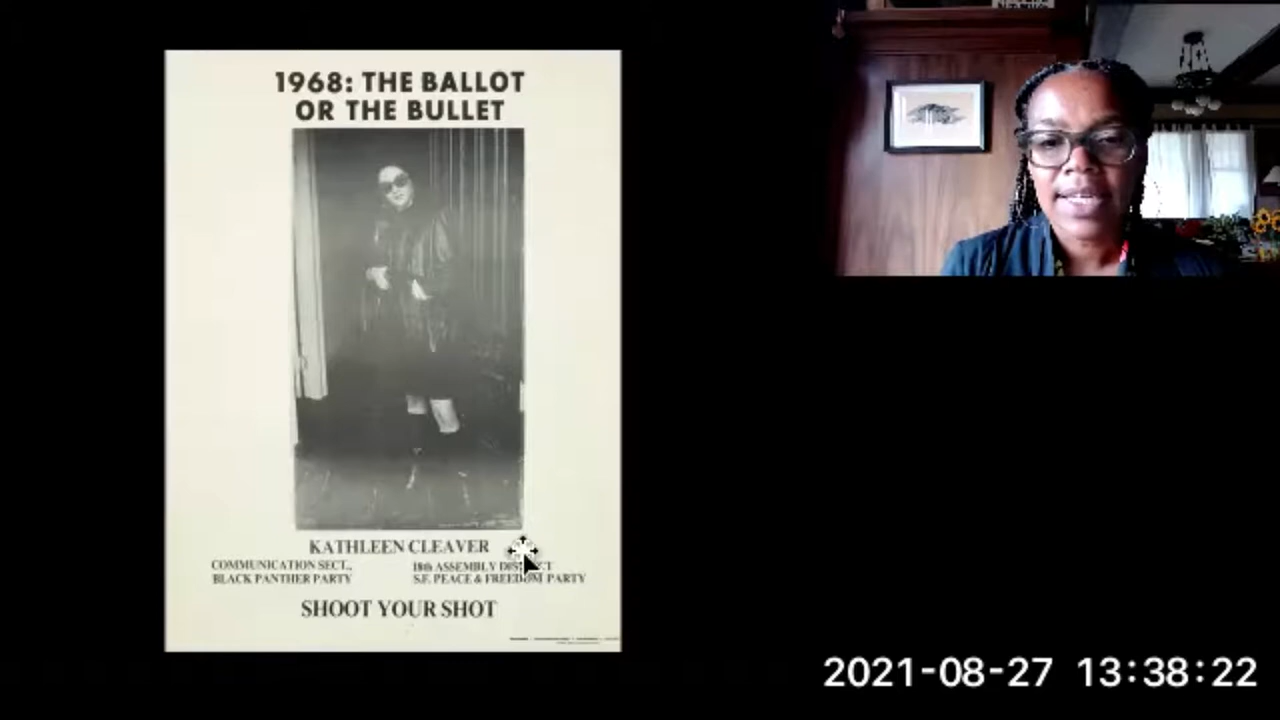 1968: THE BALLOT
OR THE BULLET
KATHLEEN CLEAVER
COMMUNICATION SECT.,
BLACK PANTHER PARTY
18th ASSEMBLY
S.F. PEACE & FREEDOM PARTY
SHOOT YOUR SHOT
2021-08-27 13:38:22